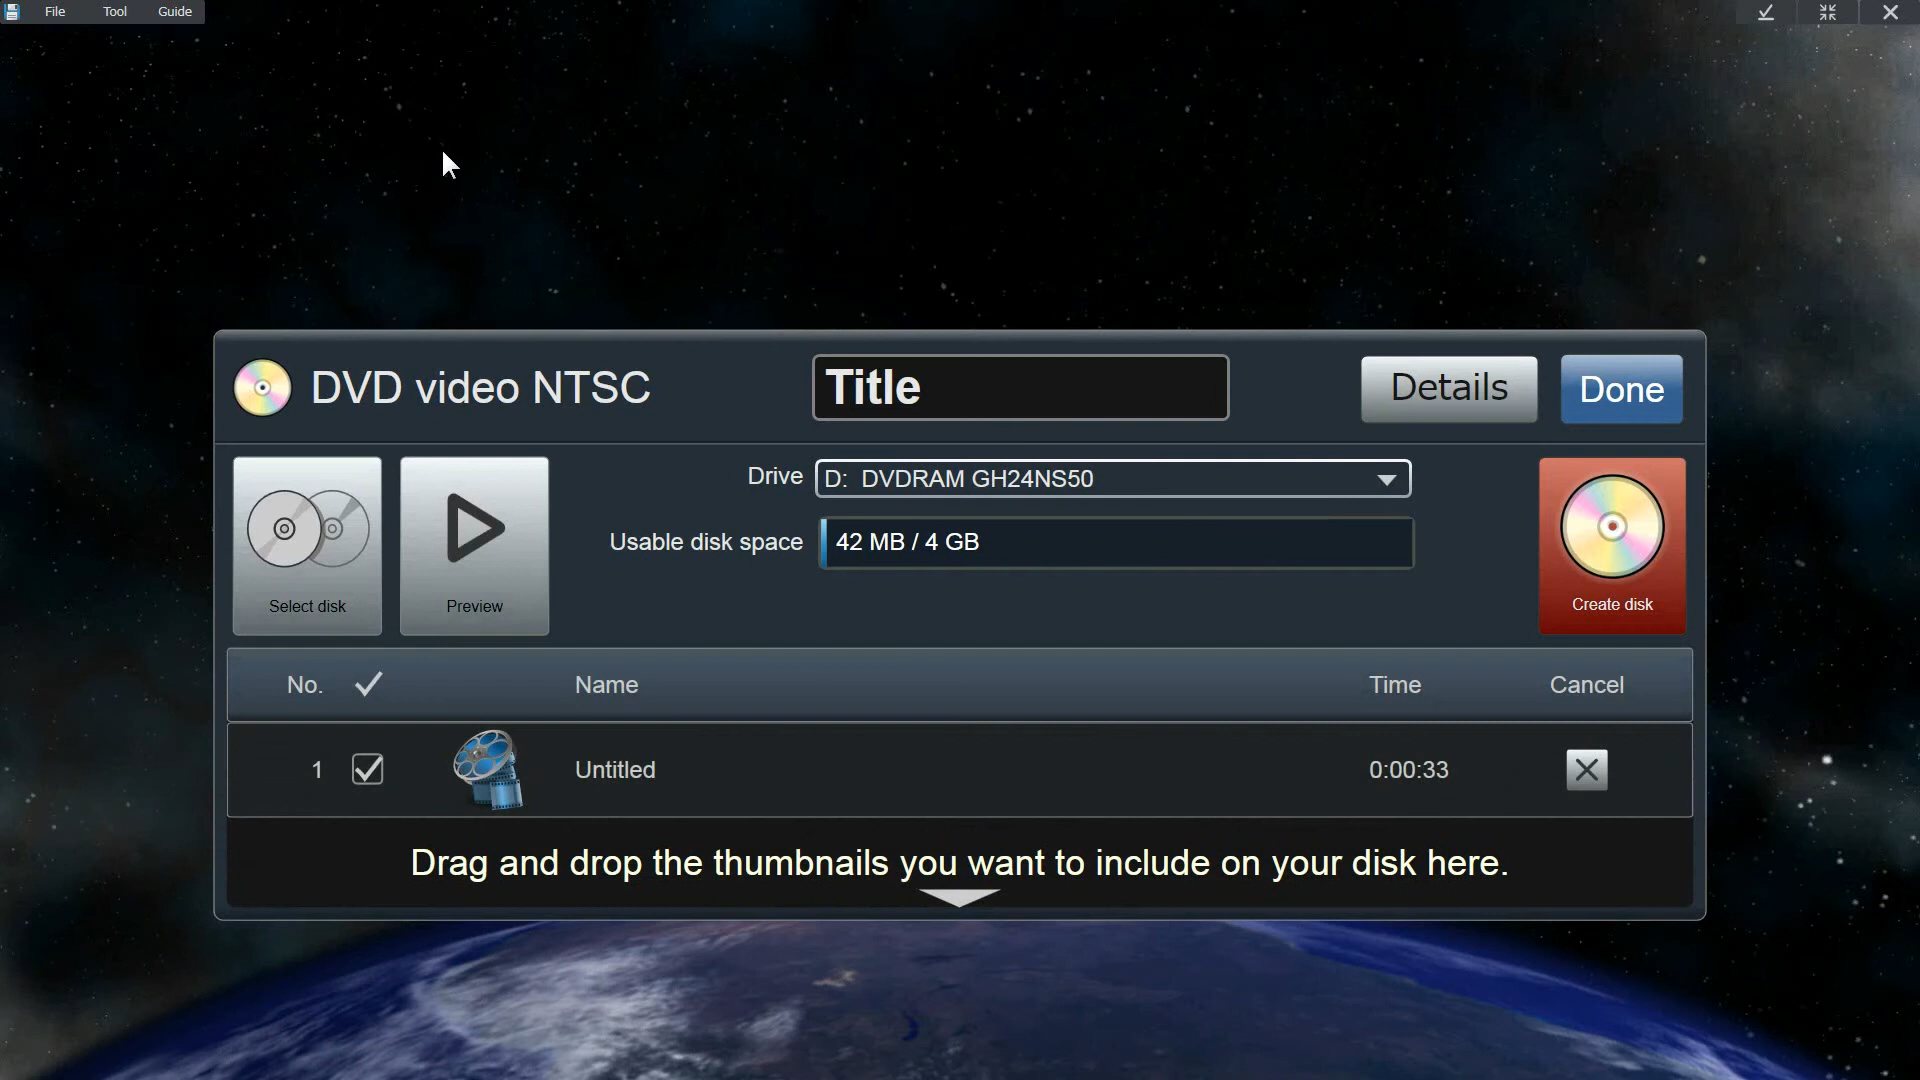 File Tool Guide
DVD video NTSC Title Details Done
Drive D: DVDRAM GH24NS50
Usable disk space 42 MB / 4 GB
Select disk Preview Create disk
No. Name Time Cancel
1 Untitled 0:00:33
Drag and drop the thumbnails you want to include on your disk here.